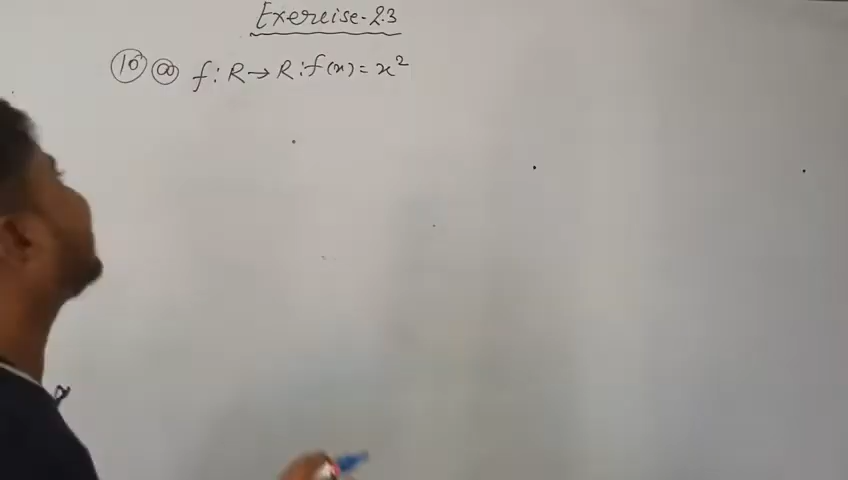 Exercise-2.3
10 a f: R → R : f(x) = x²